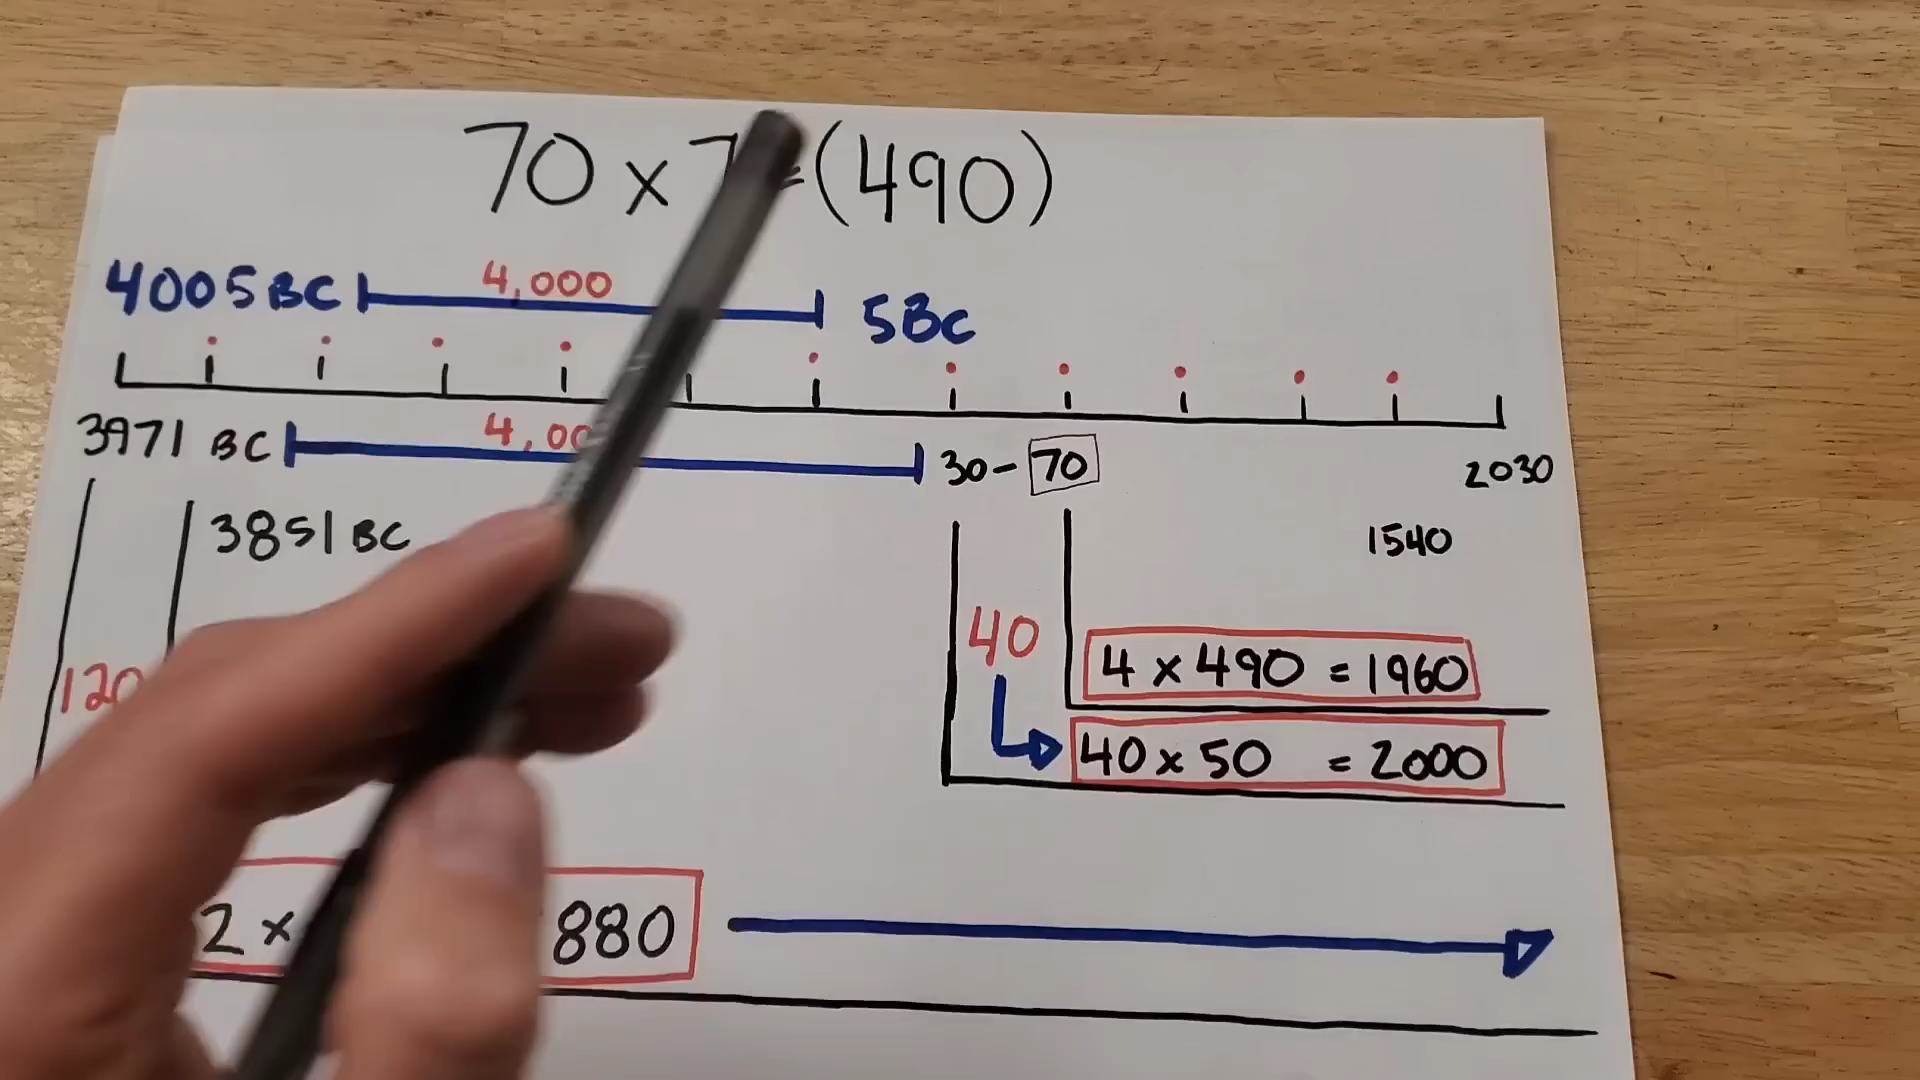 70 x 7 = (490)
4005 BC 4,000 5 BC
3971 BC 4,00 30 - 70 2030
3851 BC 1540
120 40 4 x 490 = 1960
40 x 50 = 2000
2 x 880